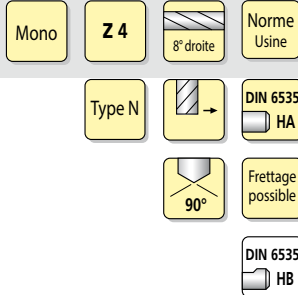 Mono
Z 4
8° droite
Norme
Usine
Type N
DIN 6535
HA
90°
Frettage
possible
DIN 6535
HB